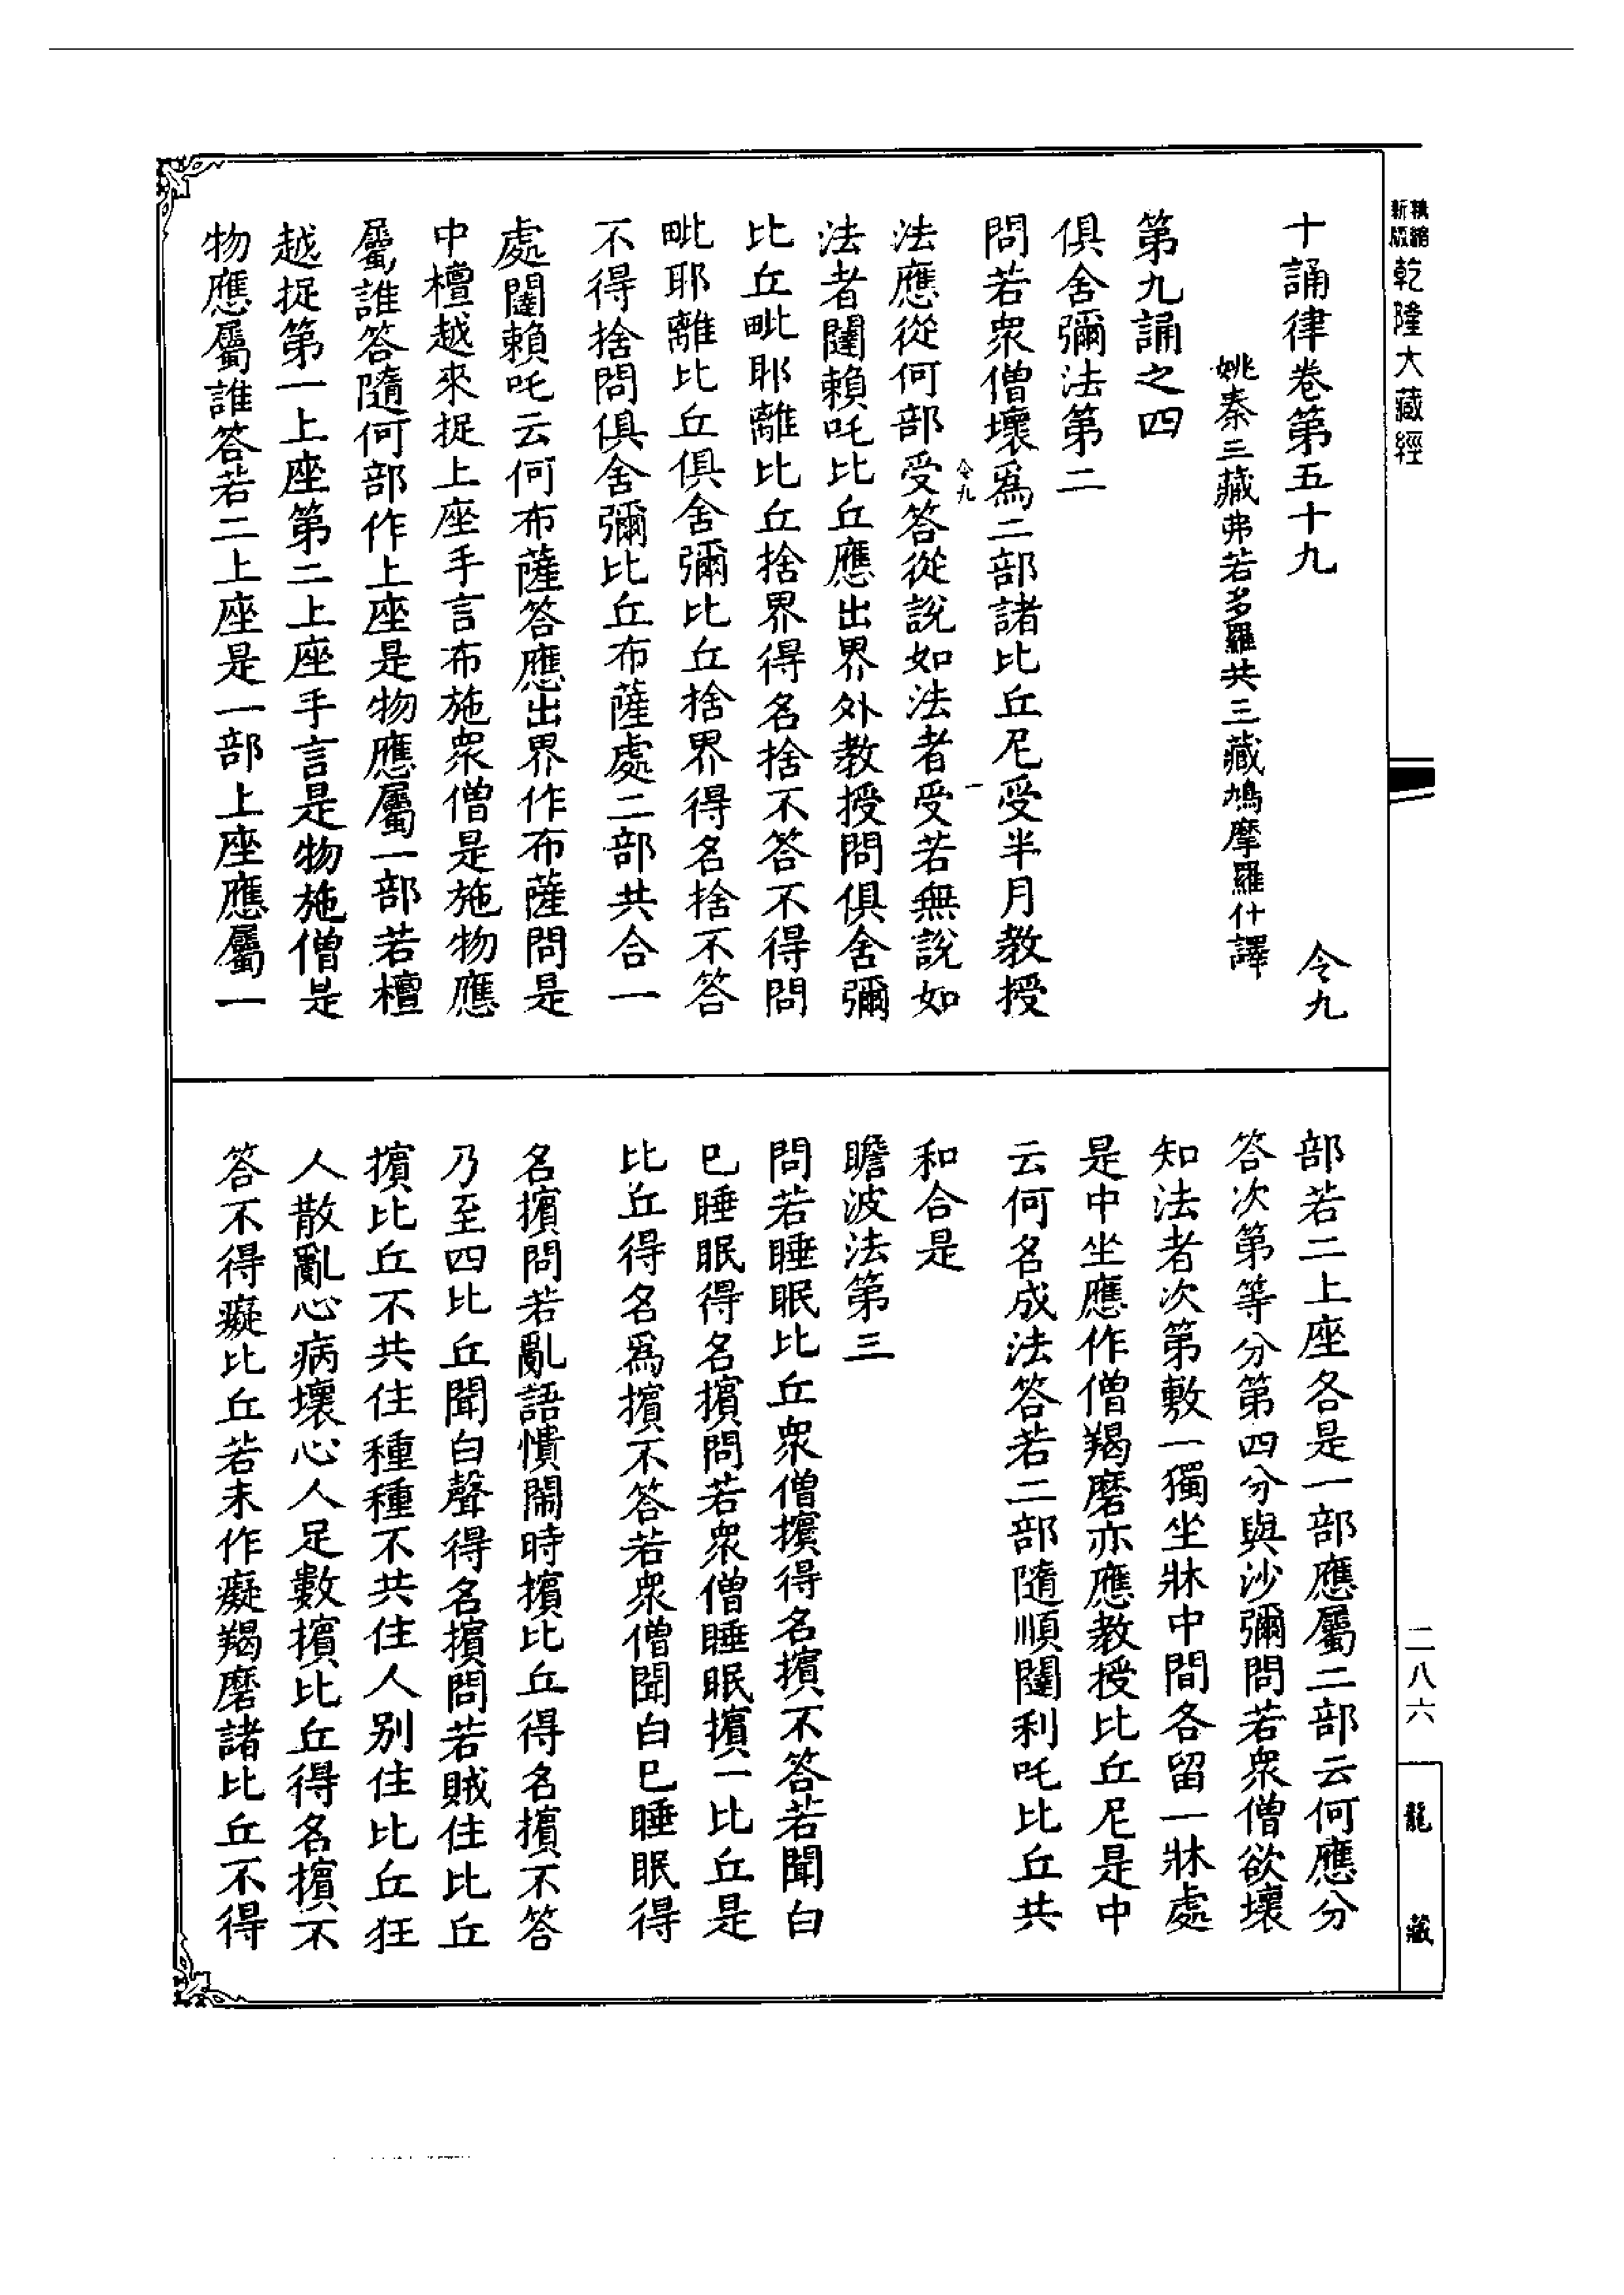 精縮新版乾隆大藏經
十誦律卷第五十九 令九
姚秦三藏弗若多羅共三藏鳩摩羅什譯
第九誦之四
俱舍彌法第二
問若衆僧壞爲二部諸比丘尼受半月教授
令九 一
法應從何部受答從說如法者受若無說如
法者闥賴吒比丘應出界外教授問俱舍彌
比丘毗耶離比丘捨界得名捨不答不得問
毗耶離比丘俱舍彌比丘捨界得名捨不答
不得捨問俱舍彌比丘布薩處二部共合一
處闥賴吒云何布薩答應出界作布薩問是
中檀越來捉上座手言布施衆僧是施物應
屬誰答隨何部作上座是物應屬一部若檀
越捉第一上座第二上座手言是物施僧是
物應屬誰答若二上座是一部上座應屬一
部若二上座各是一部應屬二部云何應分
答次第等分第四分與沙彌問若衆僧欲壞
知法者次第敷一獨坐牀中間各留一牀處
是中坐應作僧羯磨亦應教授比丘尼是中
云何名成法答若二部隨順闥利吒比丘共
和合是
瞻波法第三
問若睡眠比丘衆僧擯得名擯不答若聞白
巳睡眠得名擯問若衆僧睡眠擯一比丘是
比丘得名爲擯不答若衆僧聞白巳睡眠得
名擯問若亂語憒閙時擯比丘得名擯不答
乃至四比丘聞白聲得名擯問若賊住比丘
擯比丘不共住種種不共住人別住比丘狂
人散亂心病壞心人足數擯比丘得名擯不
答不得癡比丘若未作癡羯磨諸比丘不得
二八六
龍藏